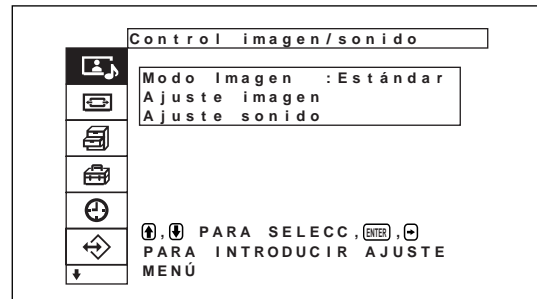 Control imagen/sonido
Modo Imagen :Estándar
Ajuste imagen
Ajuste sonido
, PARA SELECC, ENTER ,
PARA INTRODUCIR AJUSTE
MENÚ